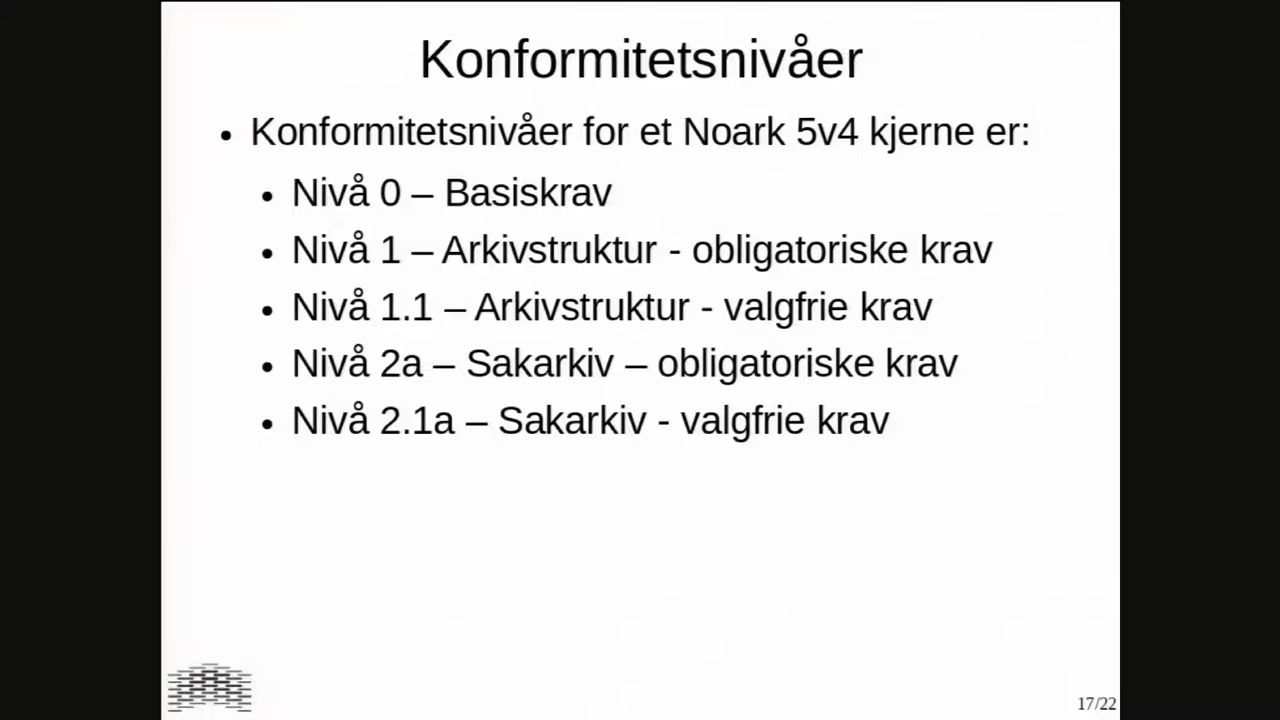 Konformitetsnivåer
• Konformitetsnivåer for et Noark 5v4 kjerne er:
• Nivå 0 – Basiskrav
• Nivå 1 – Arkivstruktur - obligatoriske krav
• Nivå 1.1 – Arkivstruktur - valgfrie krav
• Nivå 2a – Sakarkiv – obligatoriske krav
• Nivå 2.1a – Sakarkiv - valgfrie krav
17/22